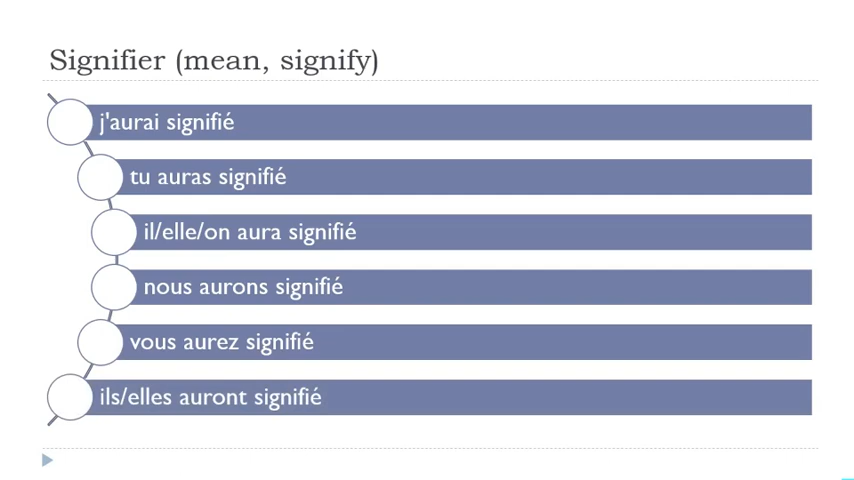 Signifier (mean, signify)
j'aurai signifié
tu auras signifié
il/elle/on aura signifié
nous aurons signifié
vous aurez signifié
ils/elles auront signifié